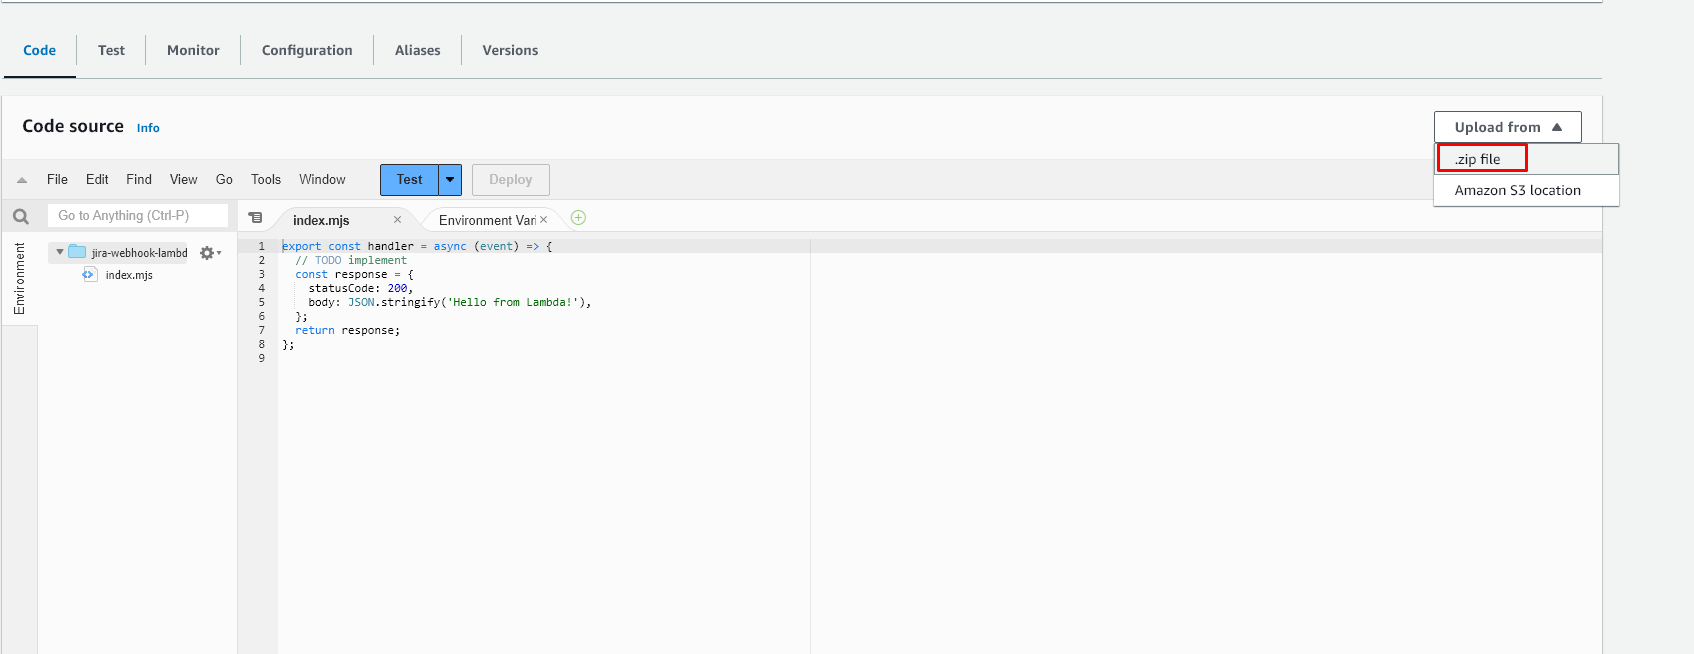 Code Test Monitor Configuration Aliases Versions
Code source Info
Upload from
.zip file
Amazon S3 location
File Edit Find View Go Tools Window Test Deploy
Go to Anything (Ctrl-P)
index.mjs
Environment Vari
Environment
jira-webhook-lambd
index.mjs
1 export const handler = async (event) => {
2 // TODO implement
3 const response = {
4 statusCode: 200,
5 body: JSON.stringify('Hello from Lambda!'),
6 };
7 return response;
8 };
9